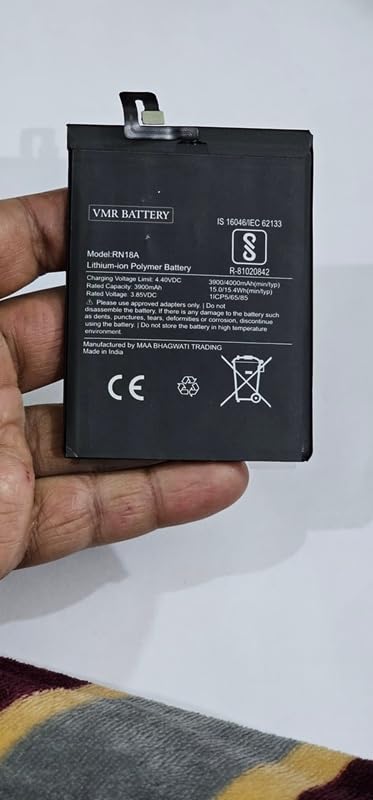 VMR BATTERY
IS 16046/IEC 62133
R-81020842
Model:RN18A
Lithium-ion Polymer Battery
Charging Voltage Limit: 4.40VDC
Rated Capacity: 3900mAh
Rated Voltage: 3.85VDC
3900/4000mAh(min/typ)
15.0/15.4Wh(min/typ)
1ICP5/65/85
⚠ Please use approved adapters only. | Do not
disassemble the battery. If there is any damage to the battery such
as dents, punctures, tears, deformities or corrosion, discontinue
using the battery. | Do not store the battery in high temperature
environment.
Manufactured by MAA BHAGWATI TRADING
Made in India
CE